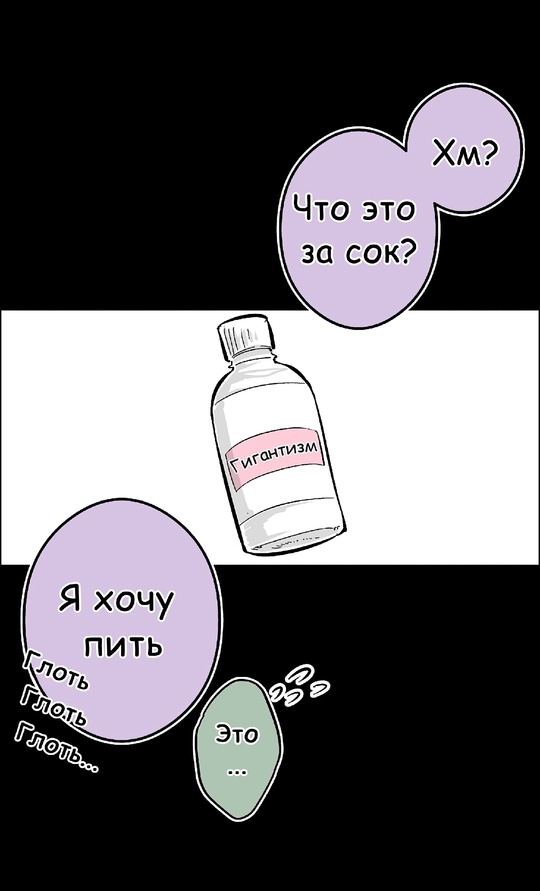 Хм?
Что это
за сок?
Гигантизм
Я хочу
пить
Глоть
Глоть
Глоть...
Это
...